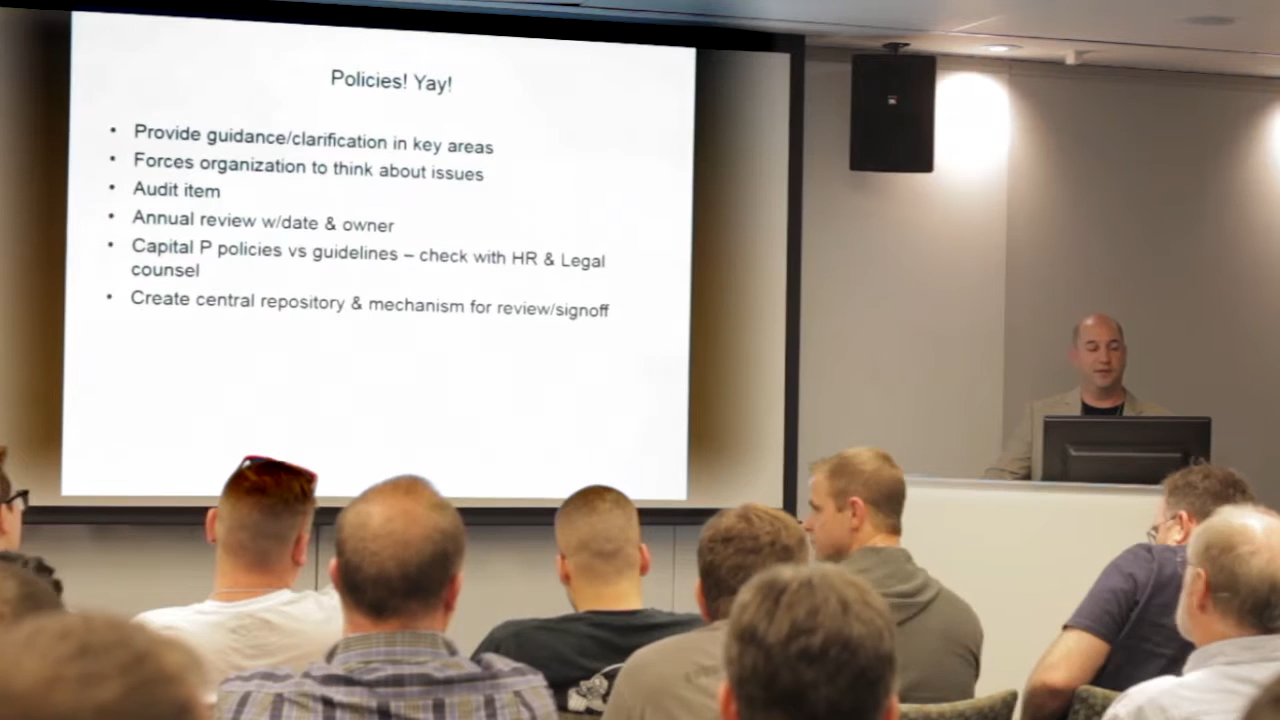 Policies! Yay!
• Provide guidance/clarification in key areas
• Forces organization to think about issues
• Audit item
• Annual review w/date & owner
• Capital P policies vs guidelines – check with HR & Legal
counsel
• Create central repository & mechanism for review/signoff